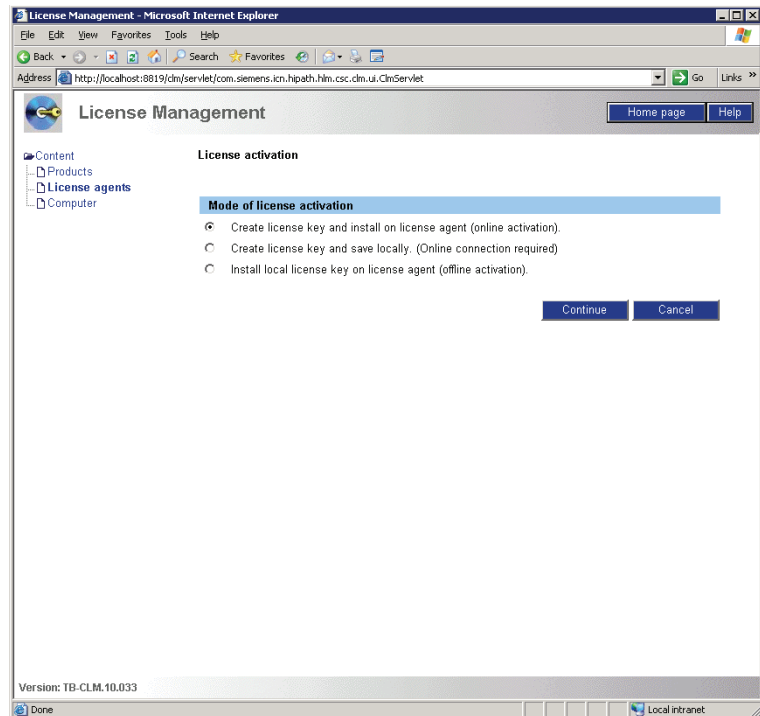 License Management - Microsoft Internet Explorer
File Edit View Favorites Tools Help
Back Search Favorites
Address http://localhost:8819/clm/servlet/com.siemens.icn.hipath.hlm.csc.clm.ui.ClmServlet Go Links »
License Management Home page Help
Content
Products
License agents
Computer
License activation
Mode of license activation
Create license key and install on license agent (online activation).
Create license key and save locally. (Online connection required)
Install local license key on license agent (offline activation).
Continue Cancel
Version: TB-CLM.10.033
Done Local intranet